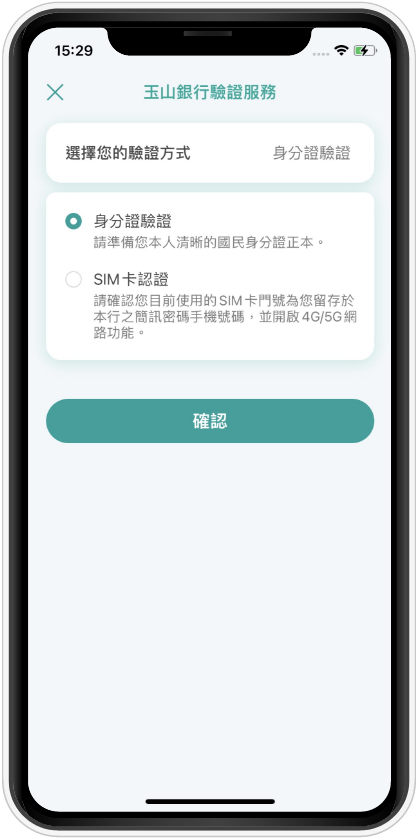 15:29
玉山銀行驗證服務
選擇您的驗證方式 身分證驗證
身分證驗證
請準備您本人清晰的國民身分證正本。
SIM卡認證
請確認您目前使用的SIM卡門號為您留存於
本行之簡訊密碼手機號碼，並開啟4G/5G網
路功能。
確認